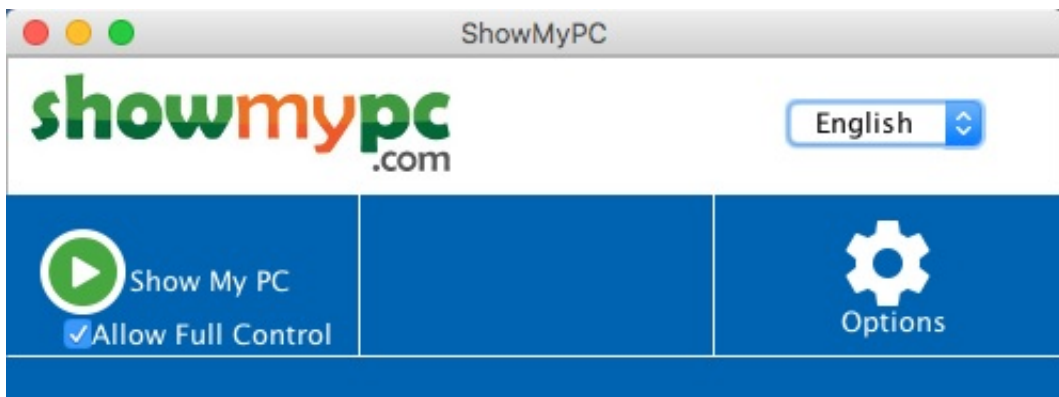 ShowMyPC
showmypc
.com
English
Show My PC
Allow Full Control
Options